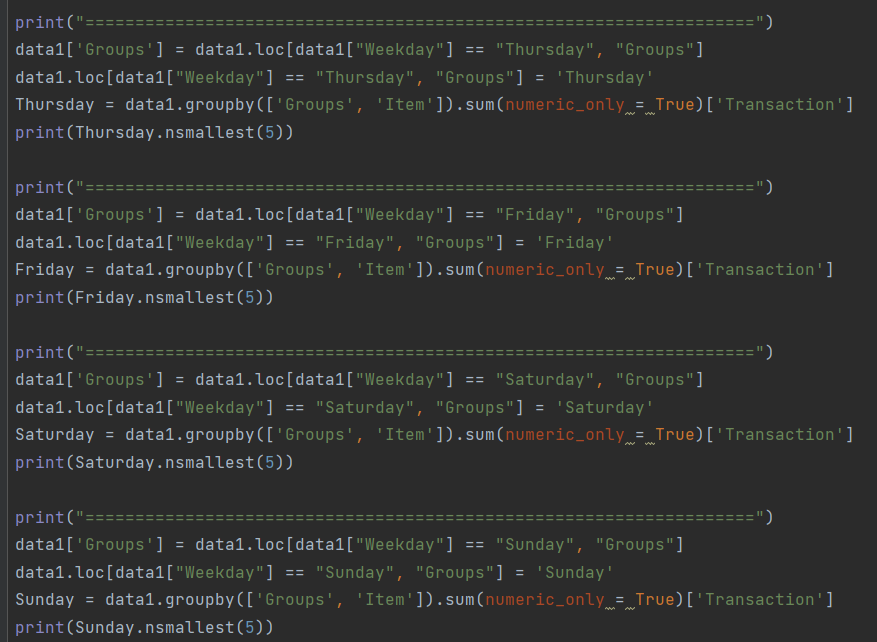 print("===================================================================")
data1['Groups'] = data1.loc[data1["Weekday"] == "Thursday", "Groups"]
data1.loc[data1["Weekday"] == "Thursday", "Groups"] = 'Thursday'
Thursday = data1.groupby(['Groups', 'Item']).sum(numeric_only = True)['Transaction']
print(Thursday.nsmallest(5))
print("===================================================================")
data1['Groups'] = data1.loc[data1["Weekday"] == "Friday", "Groups"]
data1.loc[data1["Weekday"] == "Friday", "Groups"] = 'Friday'
Friday = data1.groupby(['Groups', 'Item']).sum(numeric_only = True)['Transaction']
print(Friday.nsmallest(5))
print("===================================================================")
data1['Groups'] = data1.loc[data1["Weekday"] == "Saturday", "Groups"]
data1.loc[data1["Weekday"] == "Saturday", "Groups"] = 'Saturday'
Saturday = data1.groupby(['Groups', 'Item']).sum(numeric_only = True)['Transaction']
print(Saturday.nsmallest(5))
print("===================================================================")
data1['Groups'] = data1.loc[data1["Weekday"] == "Sunday", "Groups"]
data1.loc[data1["Weekday"] == "Sunday", "Groups"] = 'Sunday'
Sunday = data1.groupby(['Groups', 'Item']).sum(numeric_only = True)['Transaction']
print(Sunday.nsmallest(5))